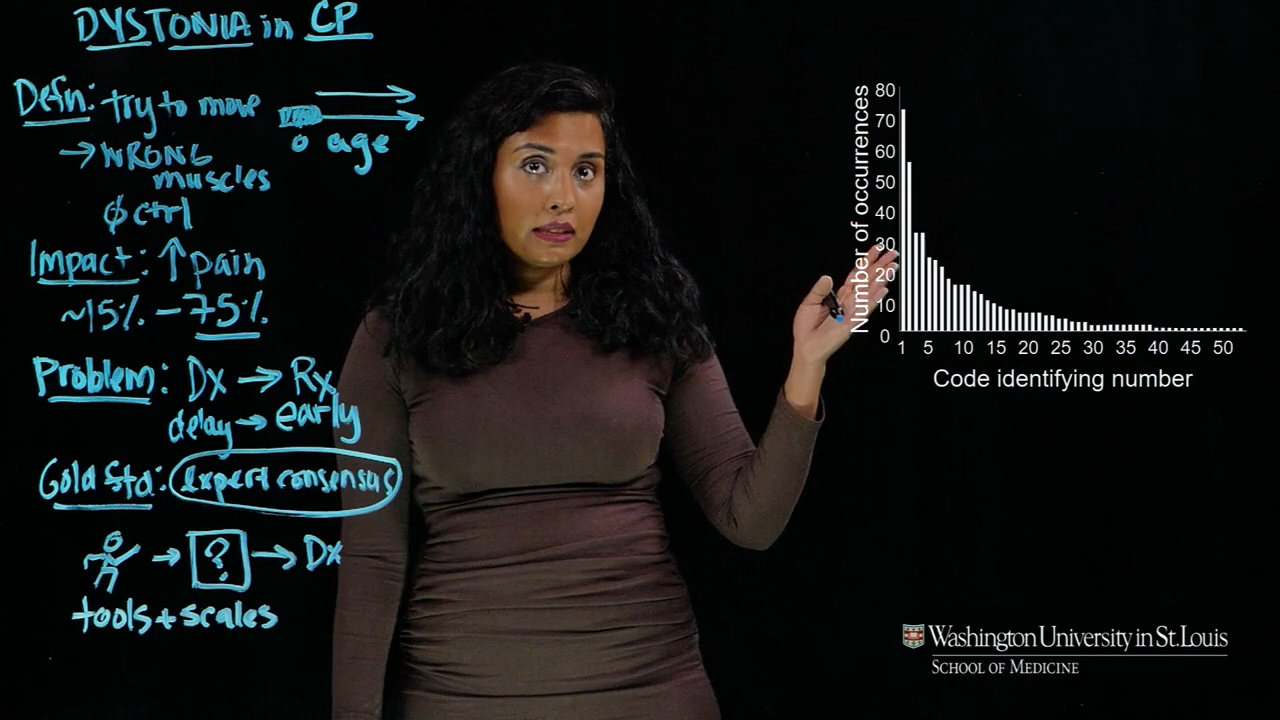 DYSTONIA in CP
Defn: try to move
→ WRONG
muscles
0 age
ϕ ctrl
Impact: ↑ pain
~15% – 75%
Problem: Dx → Rx
delay → early
Gold Std: expert consensus
→ ? → Dx
tools + scales
Number of occurrences
80
70
60
50
40
30
20
10
0
1 5 10 15 20 25 30 35 40 45 50
Code identifying number
Washington University in St. Louis
SCHOOL OF MEDICINE